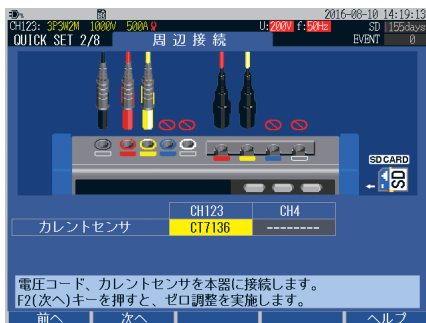 2016-08-10 14:19:13
CH123: 3P3W2M 1000V 500A U:200V f:50Hz SD 155days
QUICK SET 2/8 周辺接続 EVENT 0
SD CARD
SD
CH123 CH4
カレントセンサ CT7136 --------
電圧コード、カレントセンサを本器に接続します。
F2(次へ)キーを押すと、ゼロ調整を実施します。
前へ 次へ ヘルプ